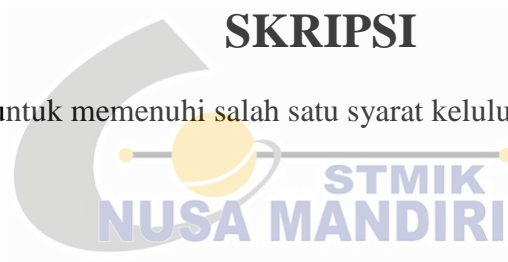 SKRIPSI
untuk memenuhi salah satu syarat kelulu
STMIK
NUSA MANDIRI